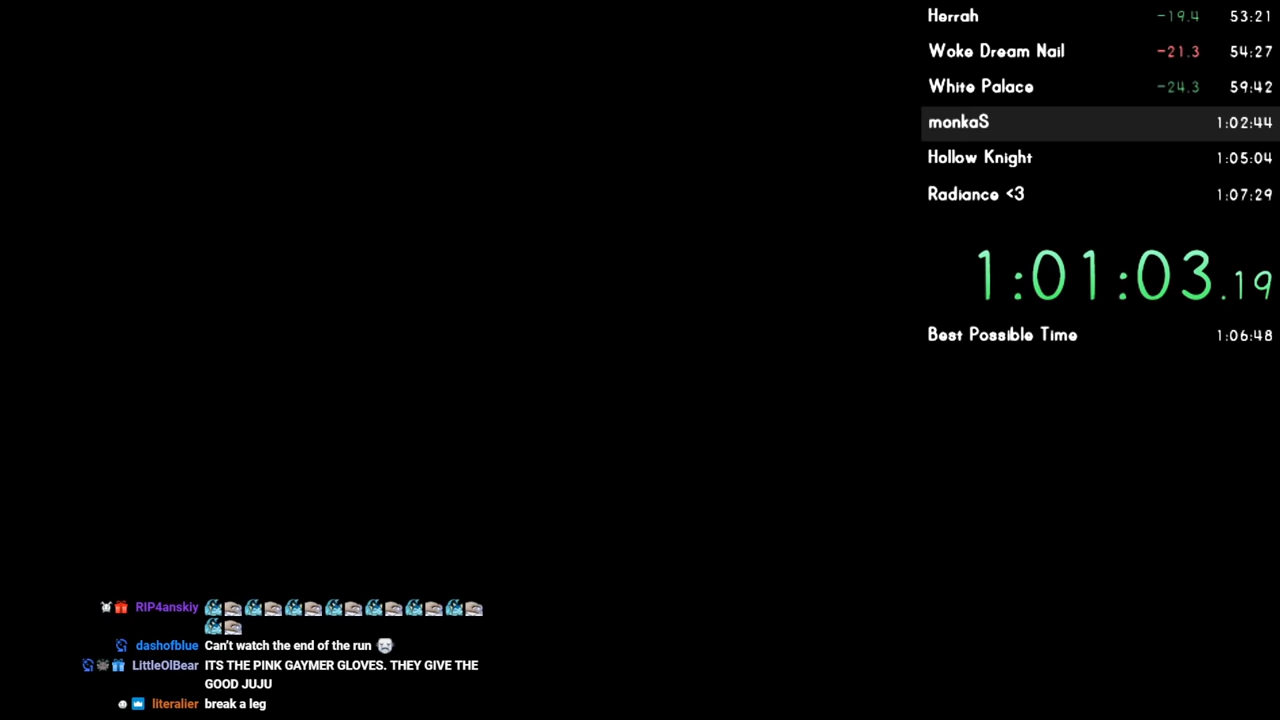 Herrah -19.4 53:21
Woke Dream Nail -21.3 54:27
White Palace -24.3 59:42
monkaS 1:02:44
Hollow Knight 1:05:04
Radiance <3 1:07:29
1:01:03.19
Best Possible Time 1:06:48
RIP4anskiy
dashofblue Can't watch the end of the run
LittleOlBear ITS THE PINK GAYMER GLOVES. THEY GIVE THE
GOOD JUJU
literalier break a leg